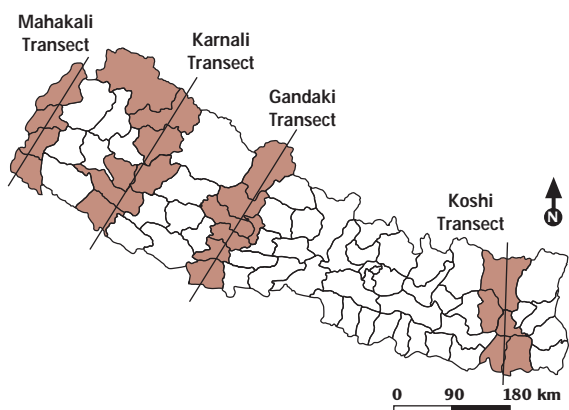 Mahakali
Transect
Karnali
Transect
Gandaki
Transect
Koshi
Transect
N
0 90 180 km